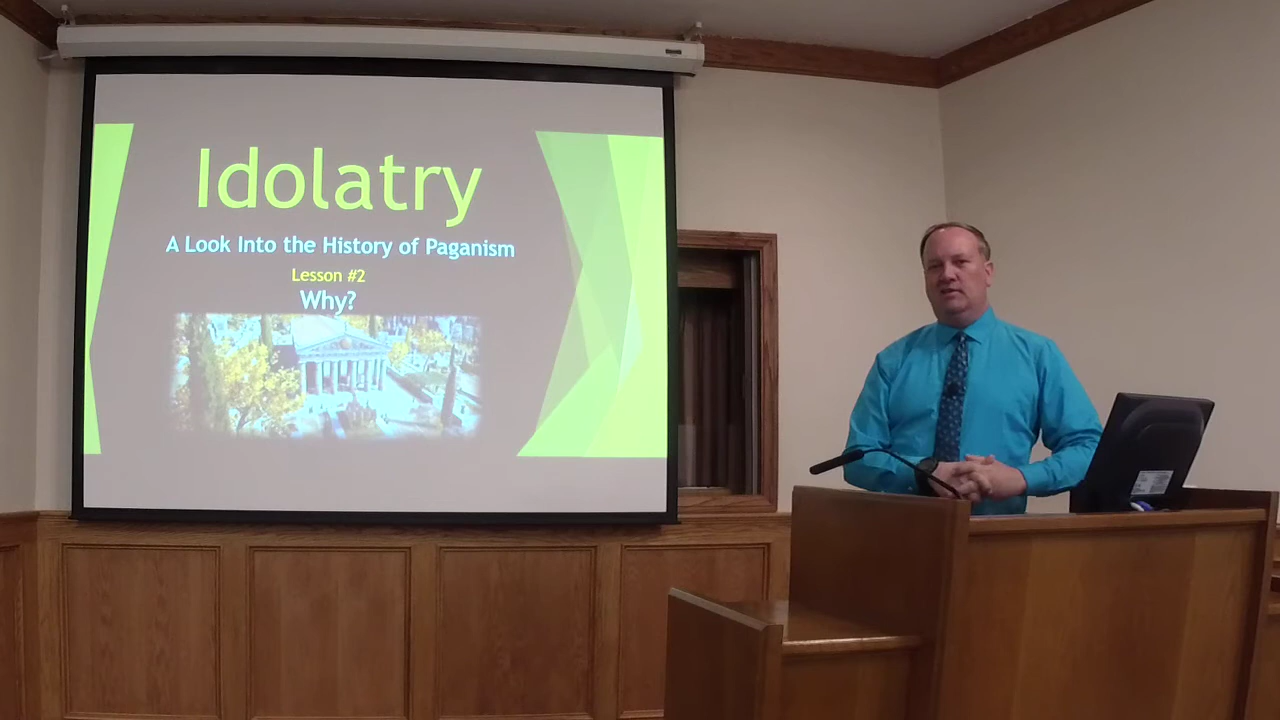 Idolatry
A Look Into the History of Paganism
Lesson #2
Why?